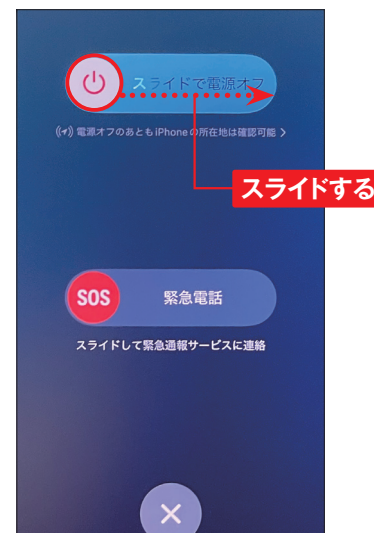 スライドで電源オフ
電源オフのあともiPhoneの所在地は確認可能
スライドする
SOS
緊急電話
スライドして緊急通報サービスに連絡